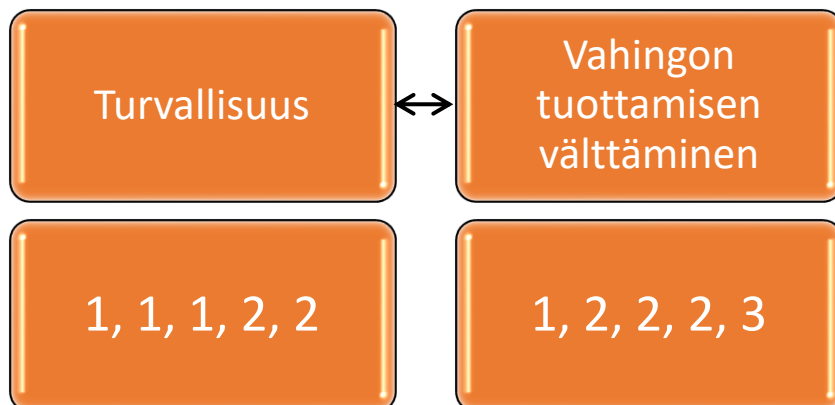 Turvallisuus
Vahingon
tuottamisen
välttäminen
1, 1, 1, 2, 2
1, 2, 2, 2, 3